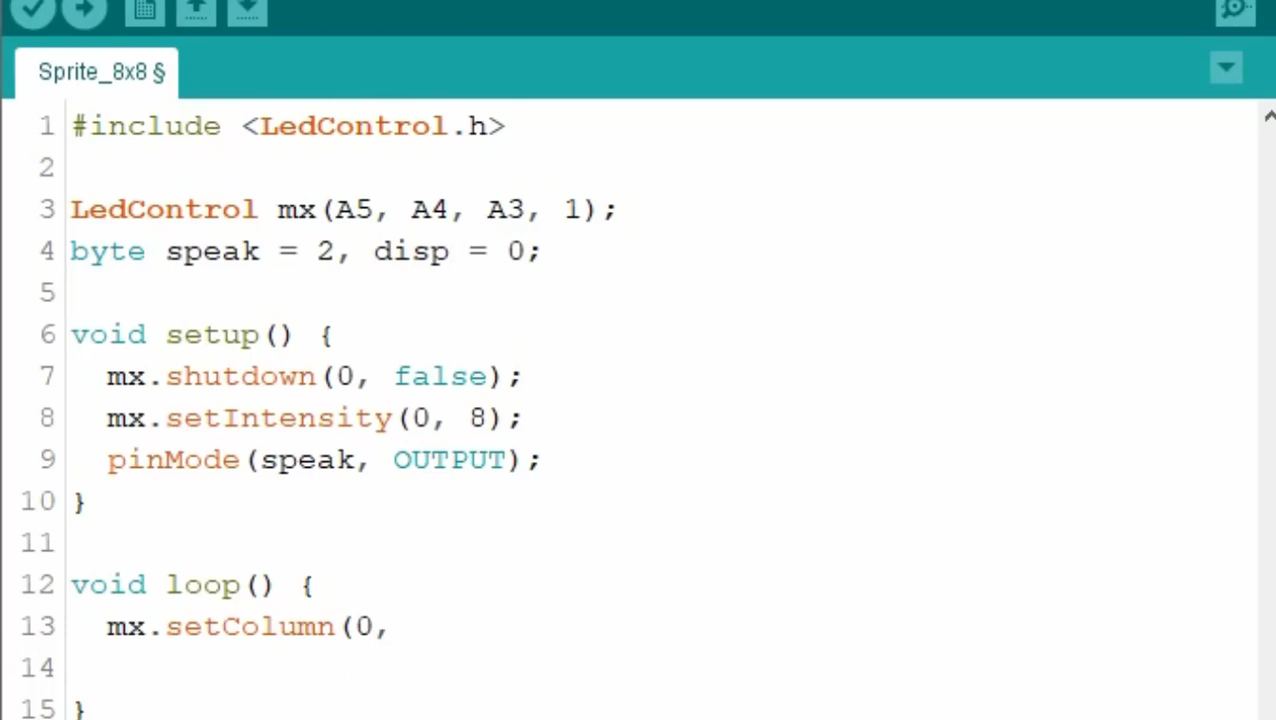 Sprite_8x8 §
1 #include <LedControl.h>
2
3 LedControl mx(A5, A4, A3, 1);
4 byte speak = 2, disp = 0;
5
6 void setup() {
7   mx.shutdown(0, false);
8   mx.setIntensity(0, 8);
9   pinMode(speak, OUTPUT);
10 }
11
12 void loop() {
13   mx.setColumn(0,
14
15 }